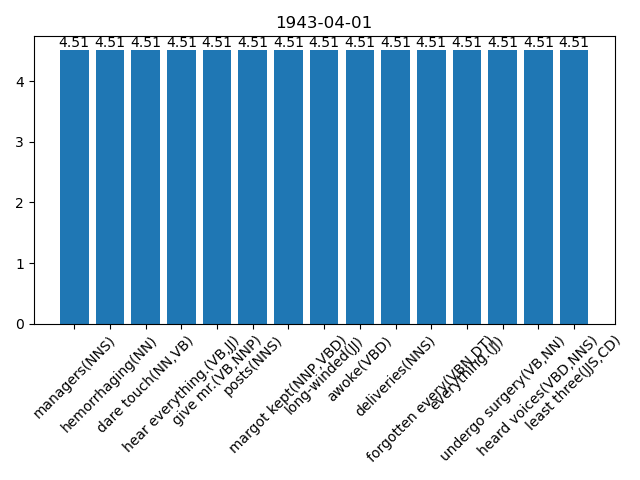 1943-04-01
4.51 4.51 4.51 4.51 4.51 4.51 4.51 4.51 4.51 4.51 4.51 4.51 4.51 4.51 4.51
4
3
2
1
0
managers(NNS)
hemorrhaging(NN)
dare touch(NN,VB)
hear everything.(VB,JJ)
give mr.(VB,NNP)
posts(NNS)
margot kept(NNP,VBD)
long-winded(JJ)
awoke(VBD)
deliveries(NNS)
forgotten every(VBN,DT)
everything.(JJ)
undergo surgery(VB,NN)
heard voices(VBD,NNS)
least three(JJS,CD)